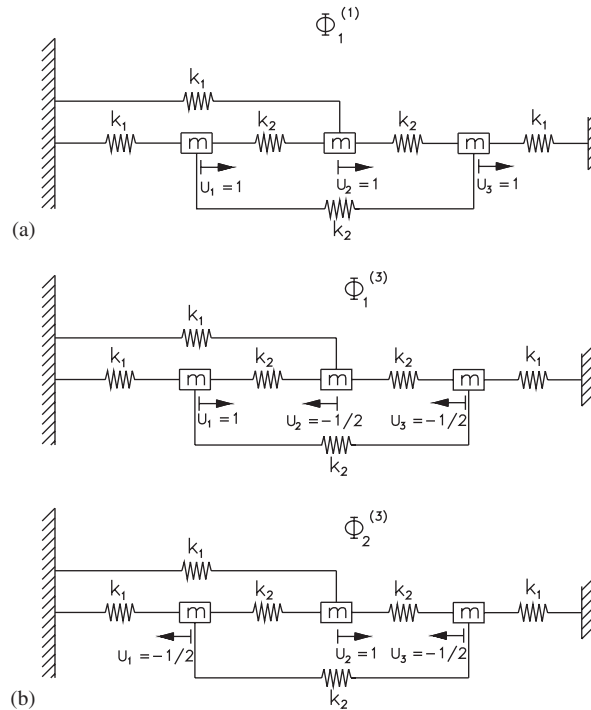 Φ₁⁽¹⁾
k₁
k₁ k₂ k₂ k₁
m m m
U₁ = 1 U₂ = 1 U₃ = 1
k₂
(a)
Φ₁⁽³⁾
k₁
k₁ k₂ k₂ k₁
m m m
U₁ = 1 U₂ = −1/2 U₃ = −1/2
k₂
Φ₂⁽³⁾
k₁
k₁ k₂ k₂ k₁
m m m
U₁ = −1/2 U₂ = 1 U₃ = −1/2
k₂
(b)